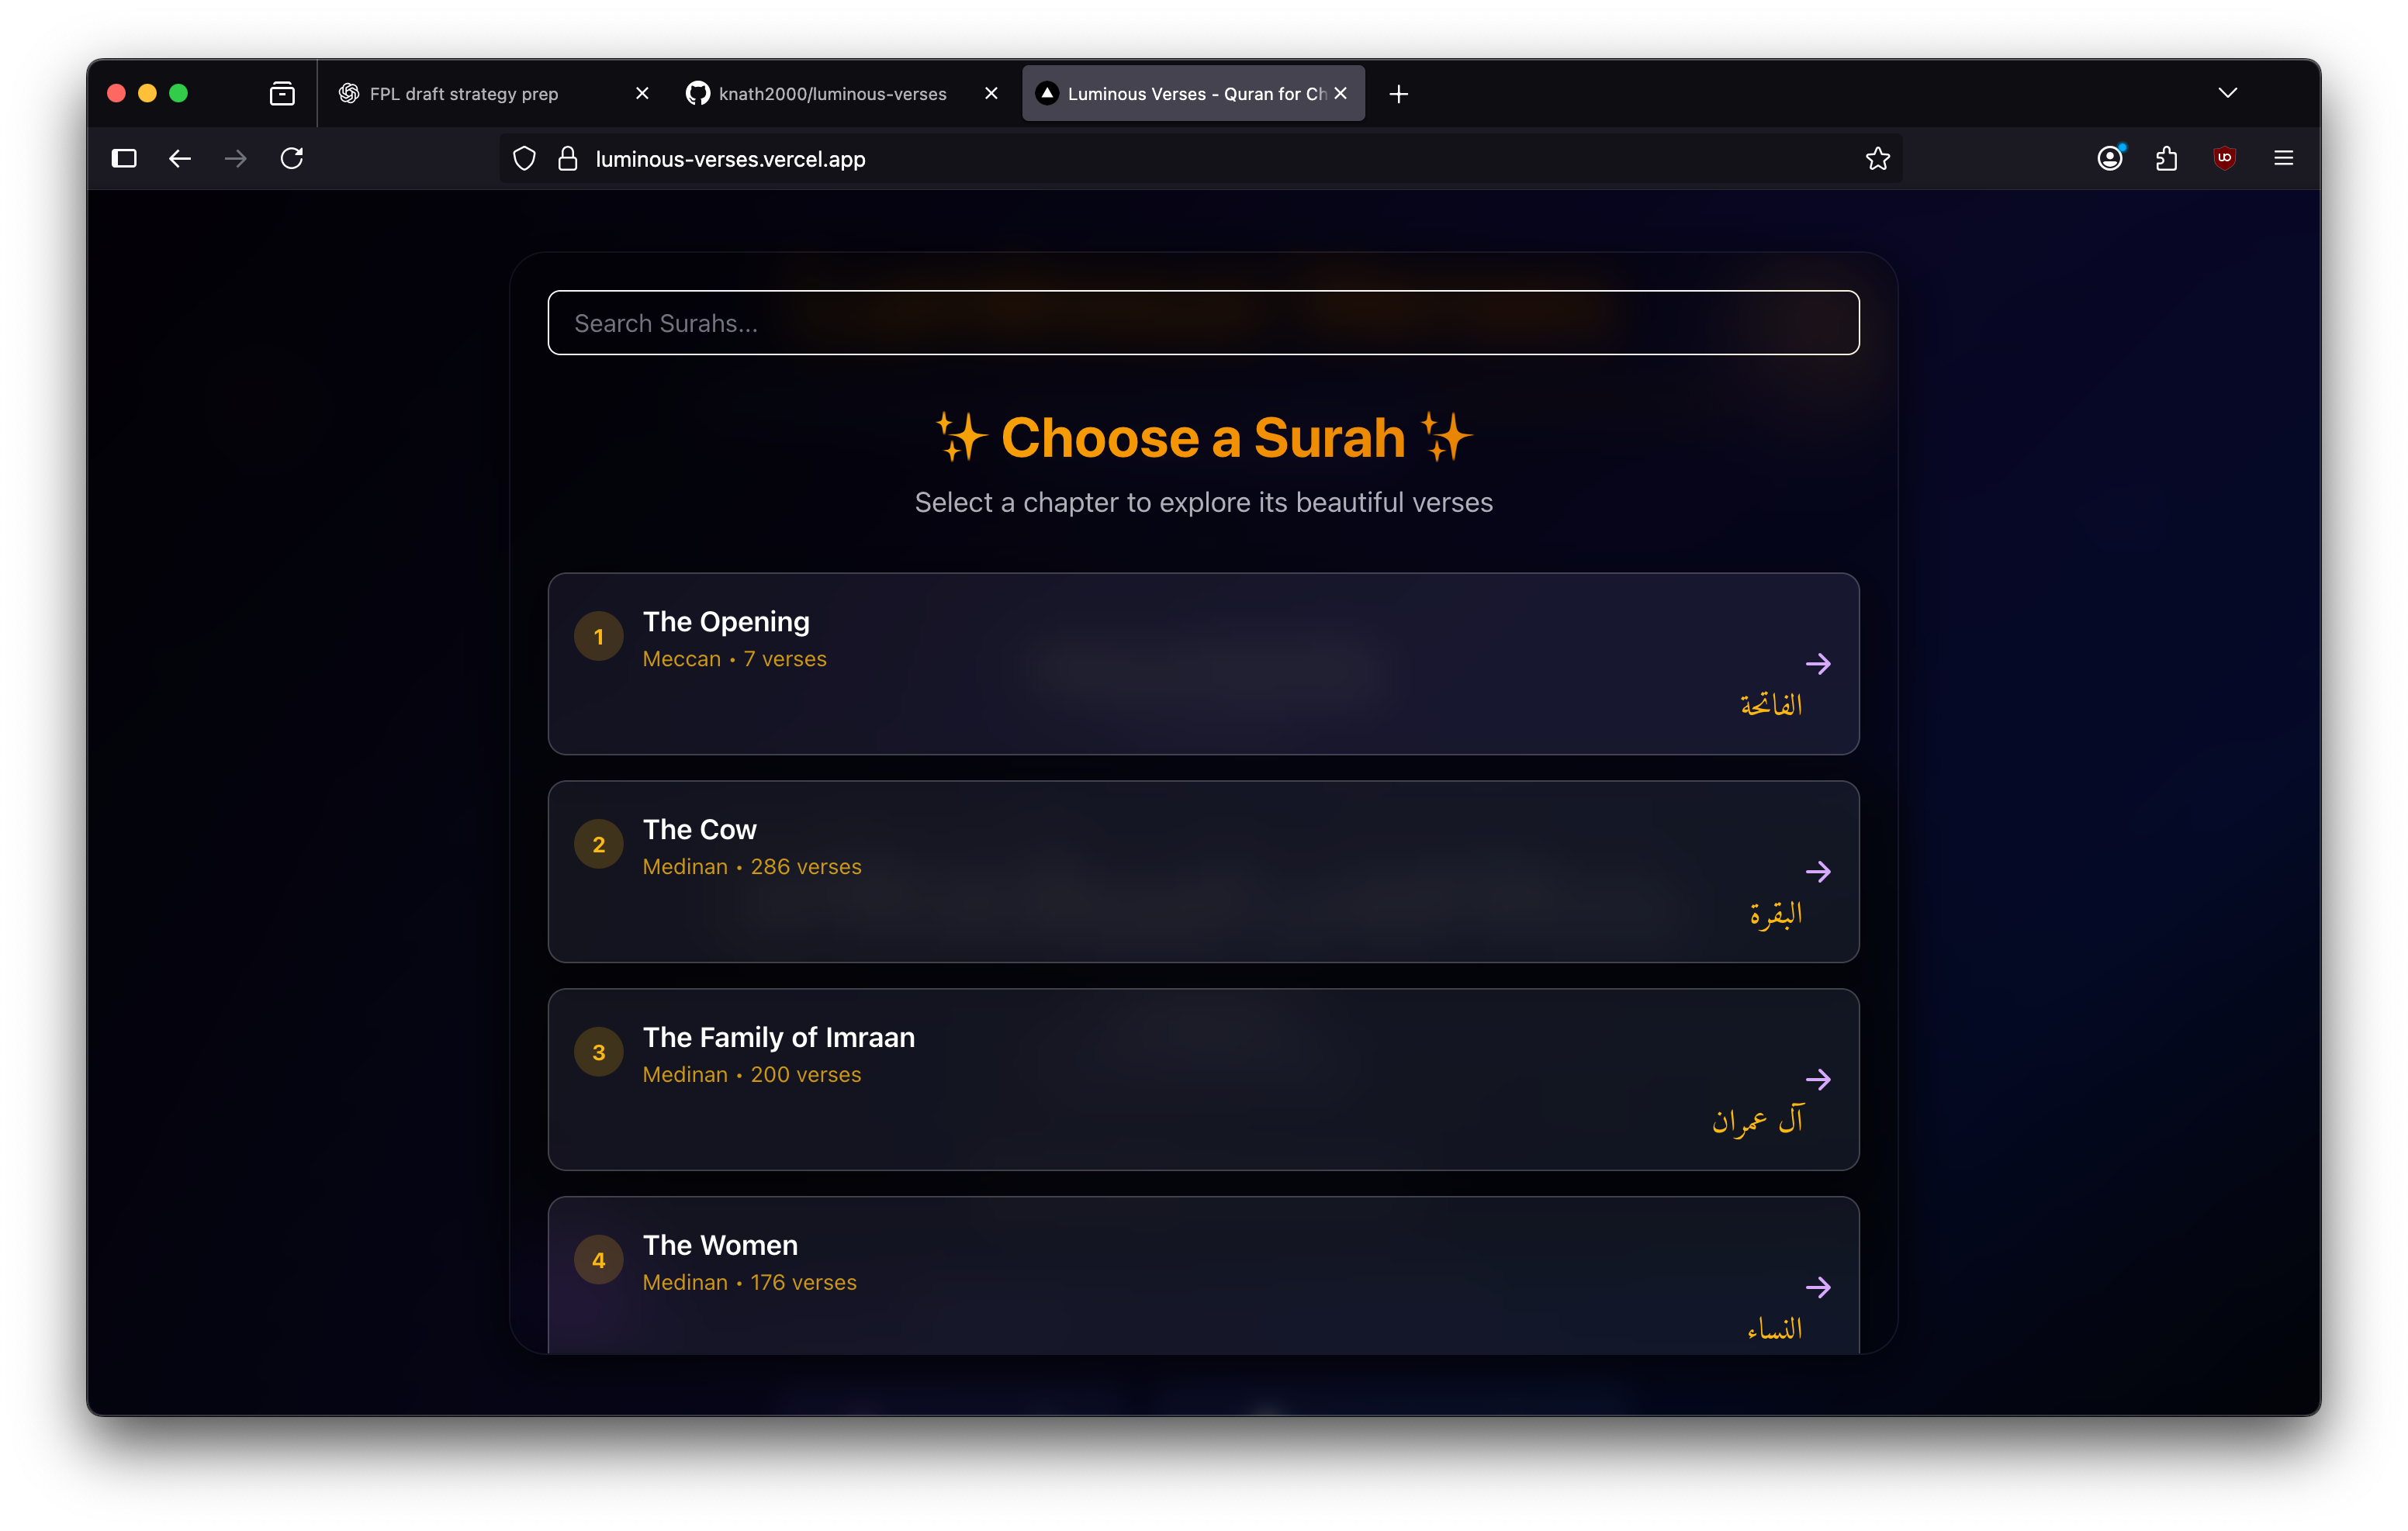 FPL draft strategy prep
knath2000/luminous-verses
Luminous Verses - Quran for Ch
luminous-verses.vercel.app
Search Surahs...
✨ Choose a Surah ✨
Select a chapter to explore its beautiful verses
1
The Opening
Meccan • 7 verses
الفاتحة
2
The Cow
Medinan • 286 verses
البقرة
3
The Family of Imraan
Medinan • 200 verses
آل عمران
4
The Women
Medinan • 176 verses
النساء